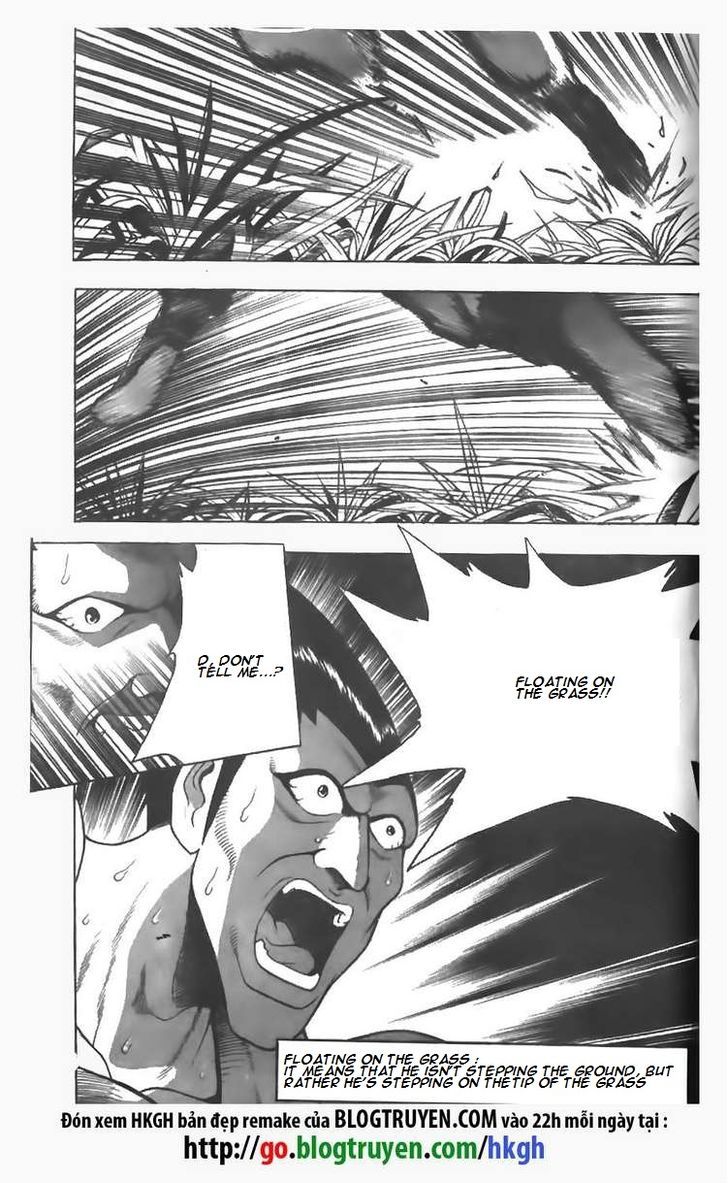 D, DON'T
TELL ME...?
FLOATING ON
THE GRASS!!
FLOATING ON THE GRASS :
IT MEANS THAT HE ISN'T STEPPING THE GROUND, BUT
RATHER HE'S STEPPING ON THETIP OF THE GRASS
Đón xem HKGH bản đẹp remake của BLOGTRUYEN.COM vào 22h mỗi ngày tại :
http://go.blogtruyen.com/hkgh